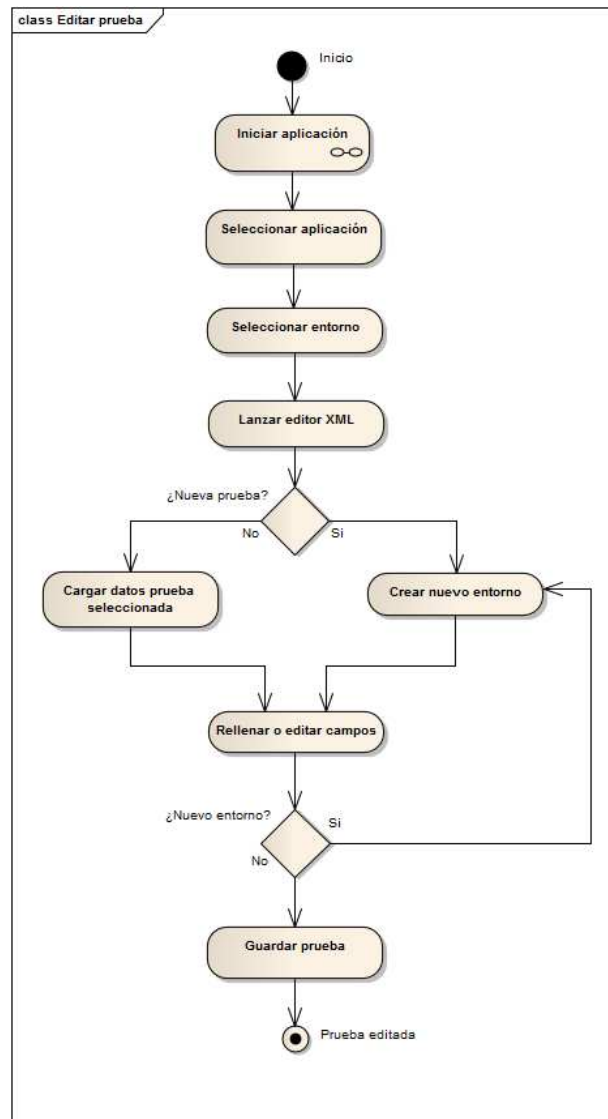 class Editar prueba
Inicio
Iniciar aplicación
Seleccionar aplicación
Seleccionar entorno
Lanzar editor XML
¿Nueva prueba?
No
Si
Cargar datos prueba
seleccionada
Crear nuevo entorno
Rellenar o editar campos
¿Nuevo entorno?
Si
No
Guardar prueba
Prueba editada